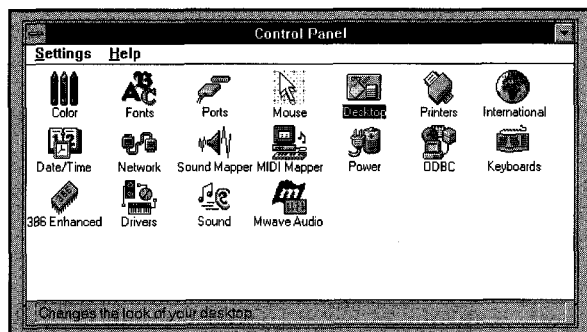 Control Panel
Settings Help
Color Fonts Ports Mouse Desktop Printers International
Date/Time Network Sound Mapper MIDI Mapper Power ODBC Keyboards
386 Enhanced Drivers Sound Mwave Audio
Changes the look of your desktop